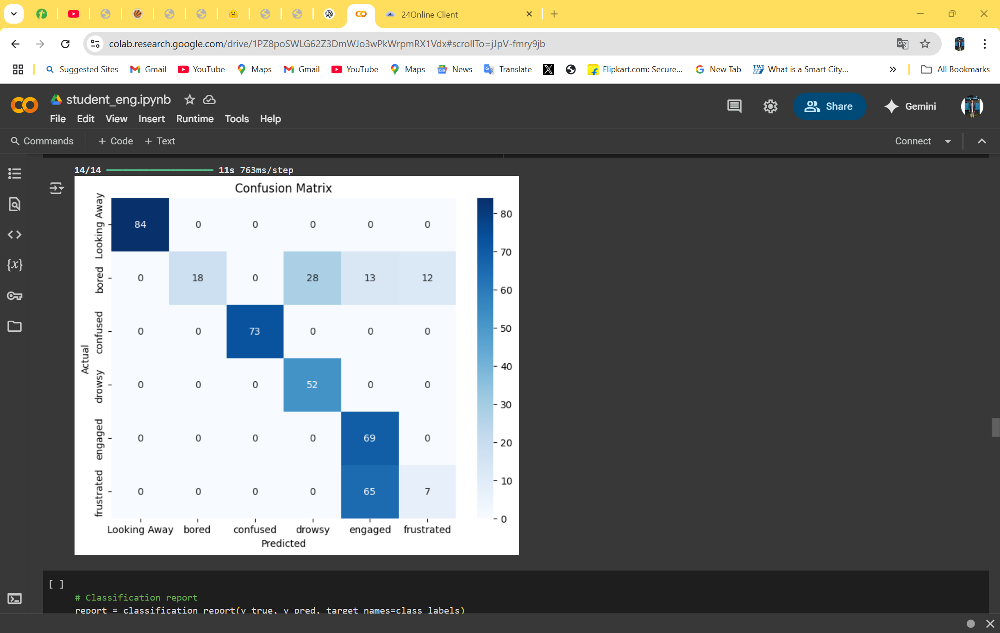 24Online Client
colab.research.google.com/drive/1PZ8poSWLG62Z3DmWJo3wPkWrpmRX1Vdx#scrollTo=jJpV-fmry9jb
Suggested Sites Gmail YouTube Maps Gmail YouTube Maps News Translate Flipkart.com: Secure... New Tab TWI What is a Smart City... All Bookmarks
student_eng.ipynb
File Edit View Insert Runtime Tools Help
Share Gemini
Commands + Code + Text Connect
14/14 11s 763ms/step
Confusion Matrix
Looking Away 84 0 0 0 0 0
bored 0 18 0 28 13 12
confused 0 0 73 0 0 0
drowsy 0 0 0 52 0 0
engaged 0 0 0 0 69 0
frustrated 0 0 0 0 65 7
Actual
Looking Away bored confused drowsy engaged frustrated
Predicted
80
70
60
50
40
30
20
10
0
[ ]
# Classification report
report = classification_report(y_true, y_pred, target_names=class_labels)